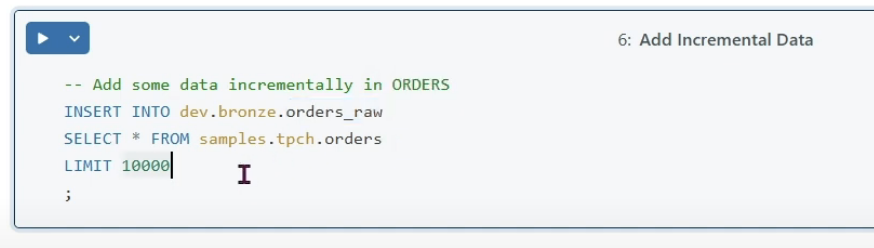 6: Add Incremental Data
-- Add some data incrementally in ORDERS
INSERT INTO dev.bronze.orders_raw
SELECT * FROM samples.tpch.orders
LIMIT 10000
;